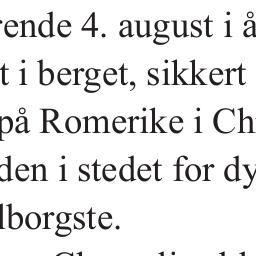 rende 4. august i å
t i berget, sikkert
på Romerike i Ch
den i stedet for dy
lborgste.